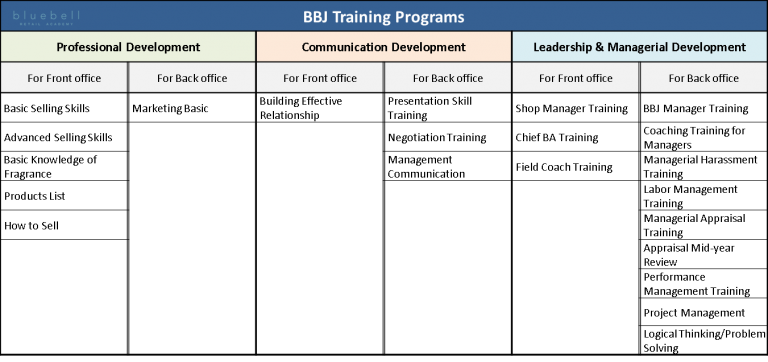 bluebell
RETAIL ACADEMY
BBJ Training Programs
Professional Development
Communication Development
Leadership & Managerial Development
For Front office
For Back office
For Front office
For Back office
For Front office
For Back office
Basic Selling Skills
Advanced Selling Skills
Basic Knowledge of
Fragrance
Products List
How to Sell
Marketing Basic
Building Effective
Relationship
Presentation Skill
Training
Negotiation Training
Management
Communication
Shop Manager Training
Chief BA Training
Field Coach Training
BBJ Manager Training
Coaching Training for
Managers
Managerial Harassment
Training
Labor Management
Training
Managerial Appraisal
Training
Appraisal Mid-year
Review
Performance
Management Training
Project Management
Logical Thinking/Problem
Solving